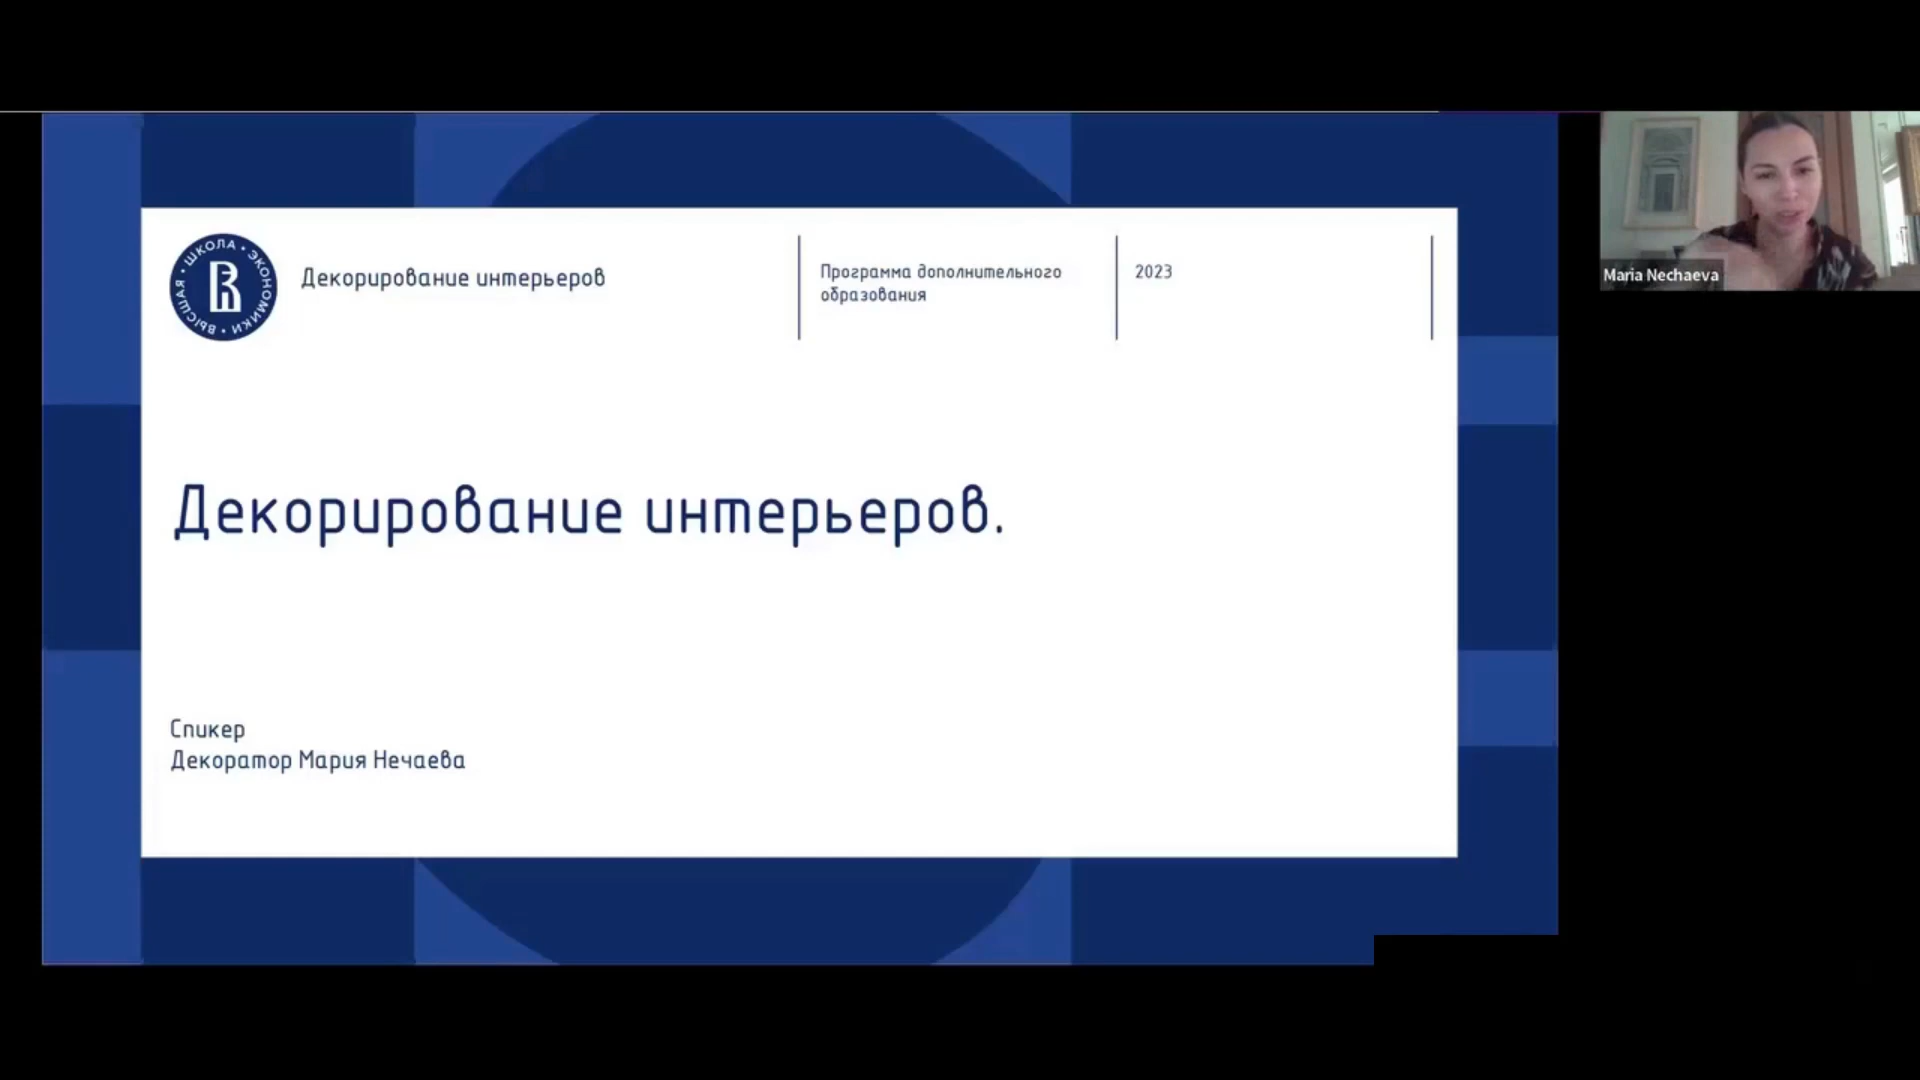 ВЫСШАЯ • ШКОЛА • ЭКОНОМИКИ •
Декорирование интерьеров
Программа дополнительного
образования
2023
Maria Nechaeva
Декорирование интерьеров.
Спикер
Декоратор Мария Нечаева